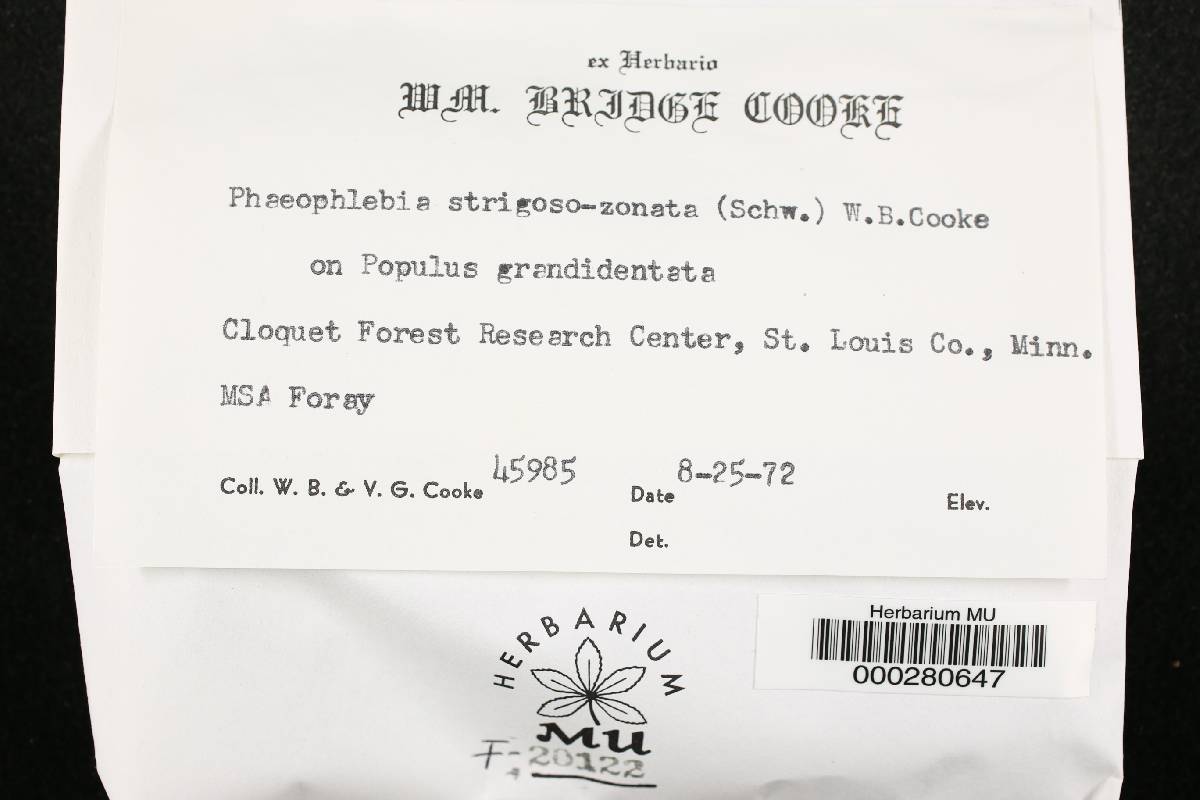 ex Herbario
WM. BRIDGE COOKE
Phaeophlebia strigoso-zonata (Schw.) W.B.Cooke
on Populus grandidentata
Cloquet Forest Research Center, St. Louis Co., Minn.
MSA Foray
Coll. W. B. & V. G. Cooke 45985 Date 8-25-72 Elev.
Det.
HERBARIUM
MU
F-20122
Herbarium MU
000280647